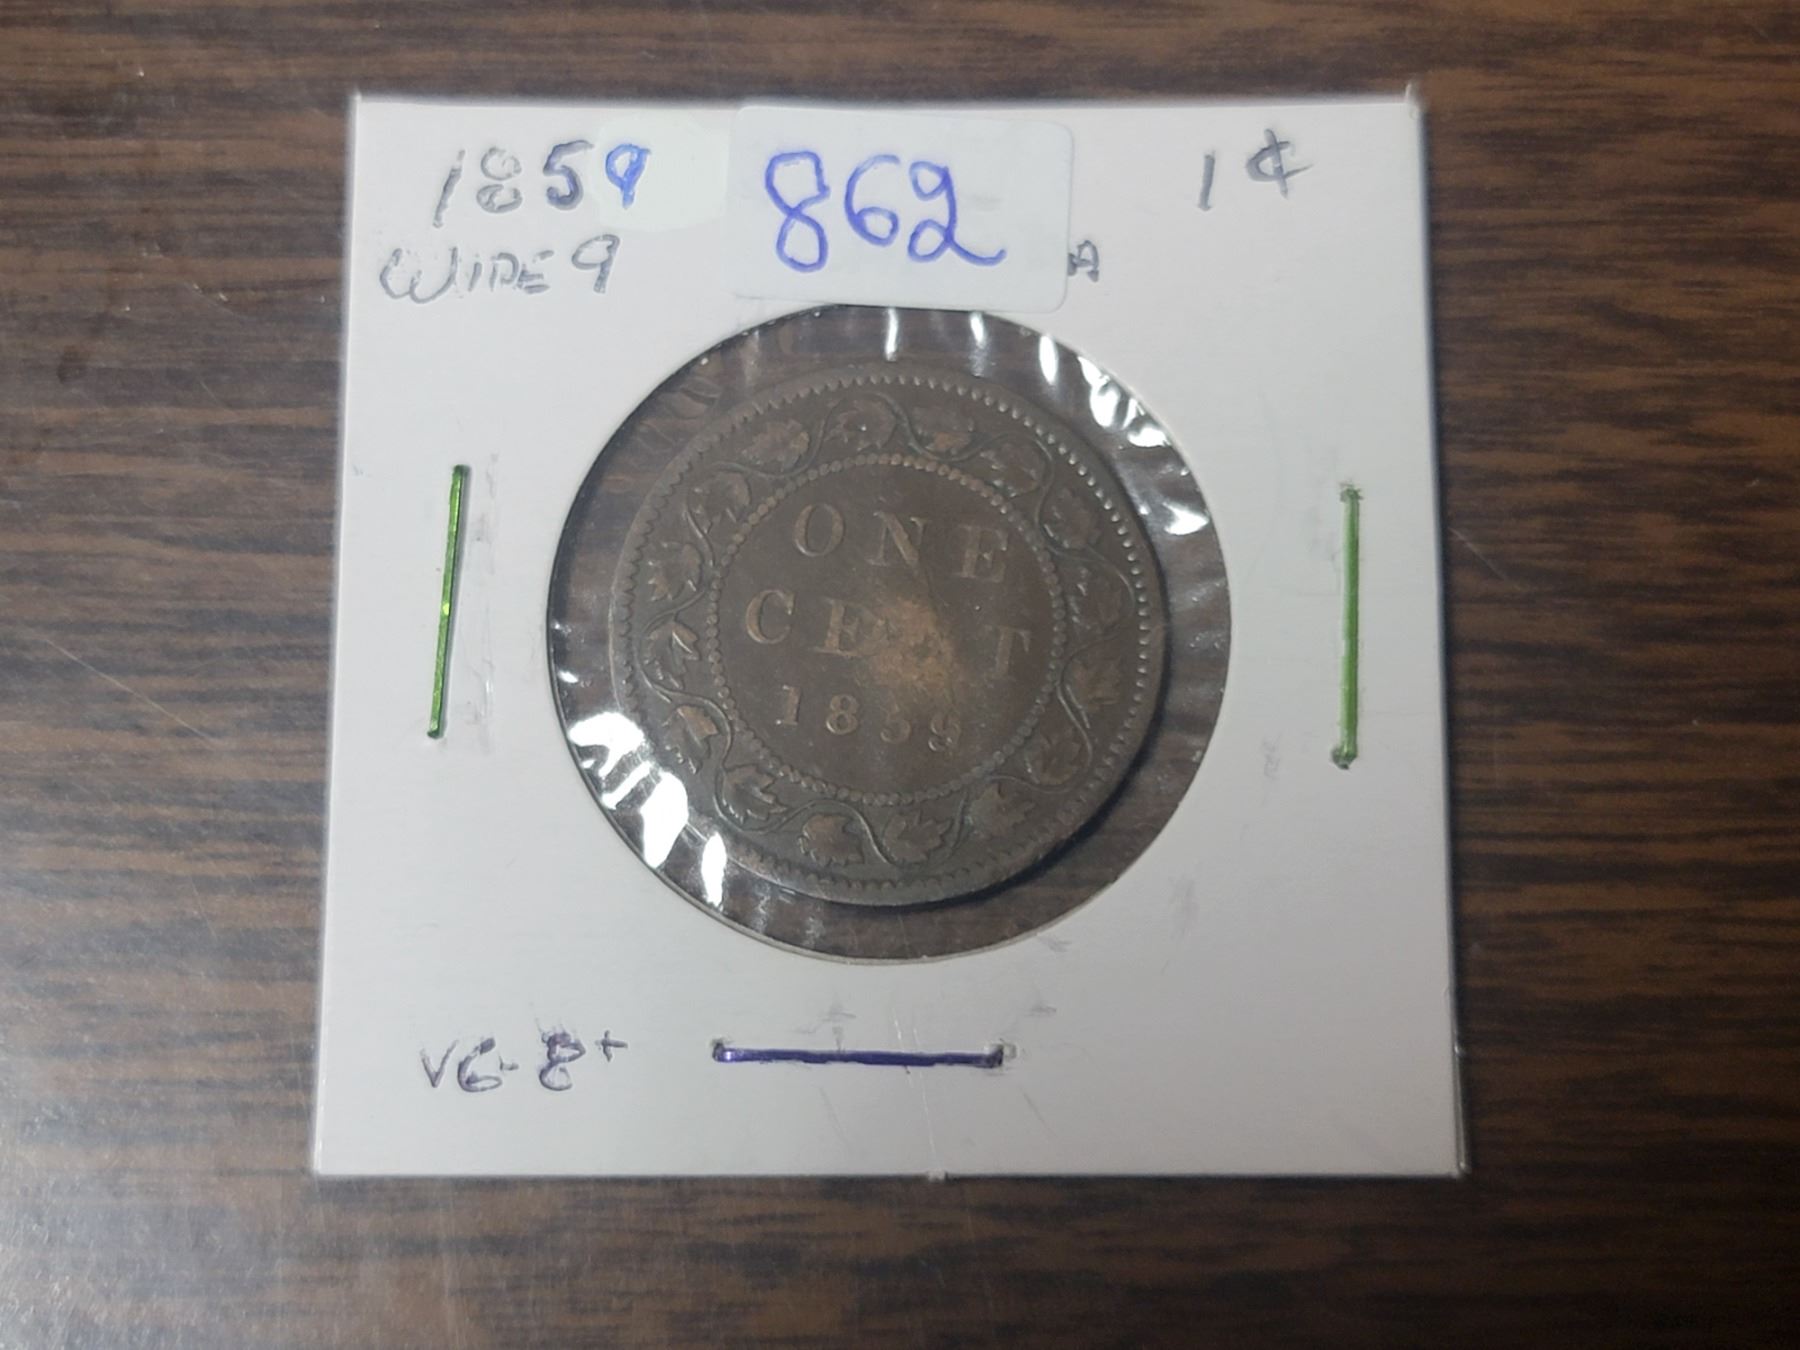 1859
862
1¢
WIDE 9
A
ONE
CENT
1859
VG-8+